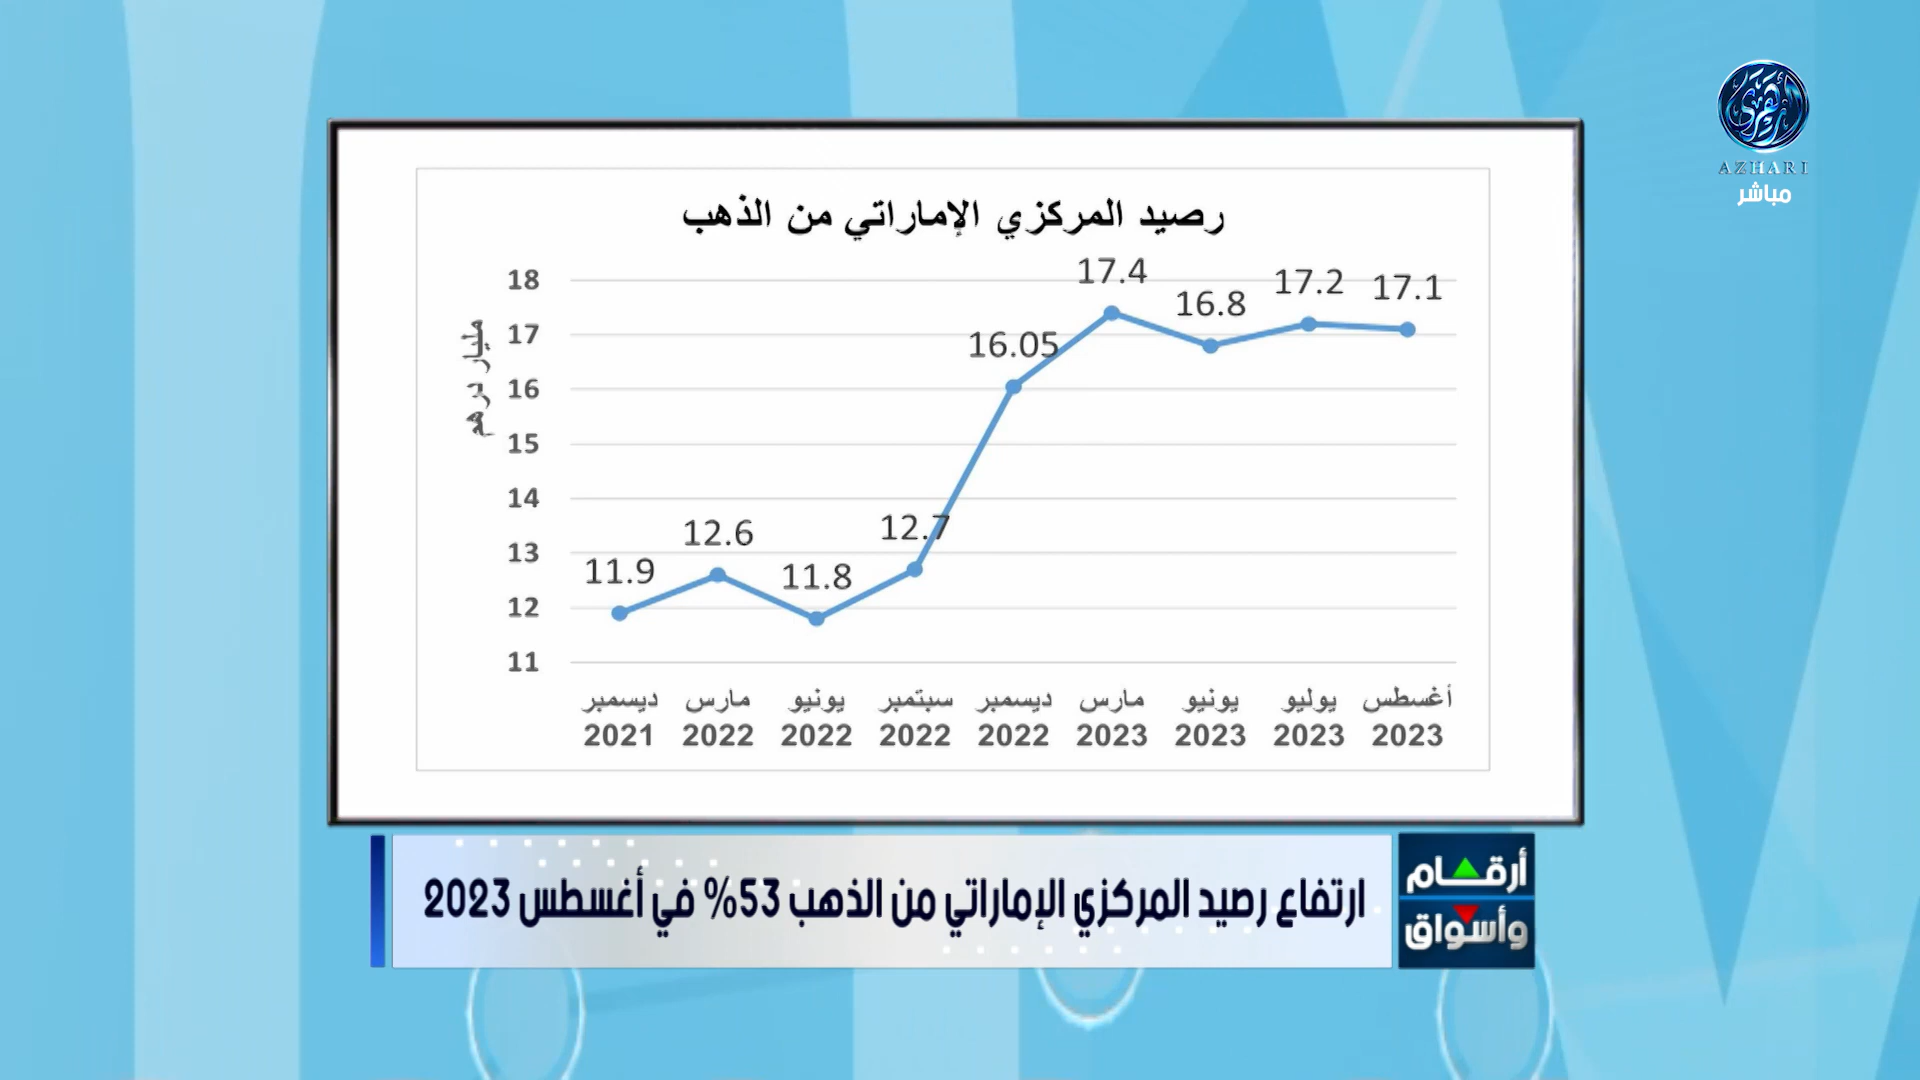 أزهري
AZHARI
مباشر
رصيد المركزي الإماراتي من الذهب
مليار درهم
18
17
16
15
14
13
12
11
11.9
12.6
11.8
12.7
16.05
17.4
16.8
17.2
17.1
ديسمبر مارس يونيو سبتمبر ديسمبر مارس يونيو يوليو أغسطس
2021 2022 2022 2022 2022 2023 2023 2023 2023
أرقام
وأسواق
ارتفاع رصيد المركزي الإماراتي من الذهب 53% في أغسطس 2023